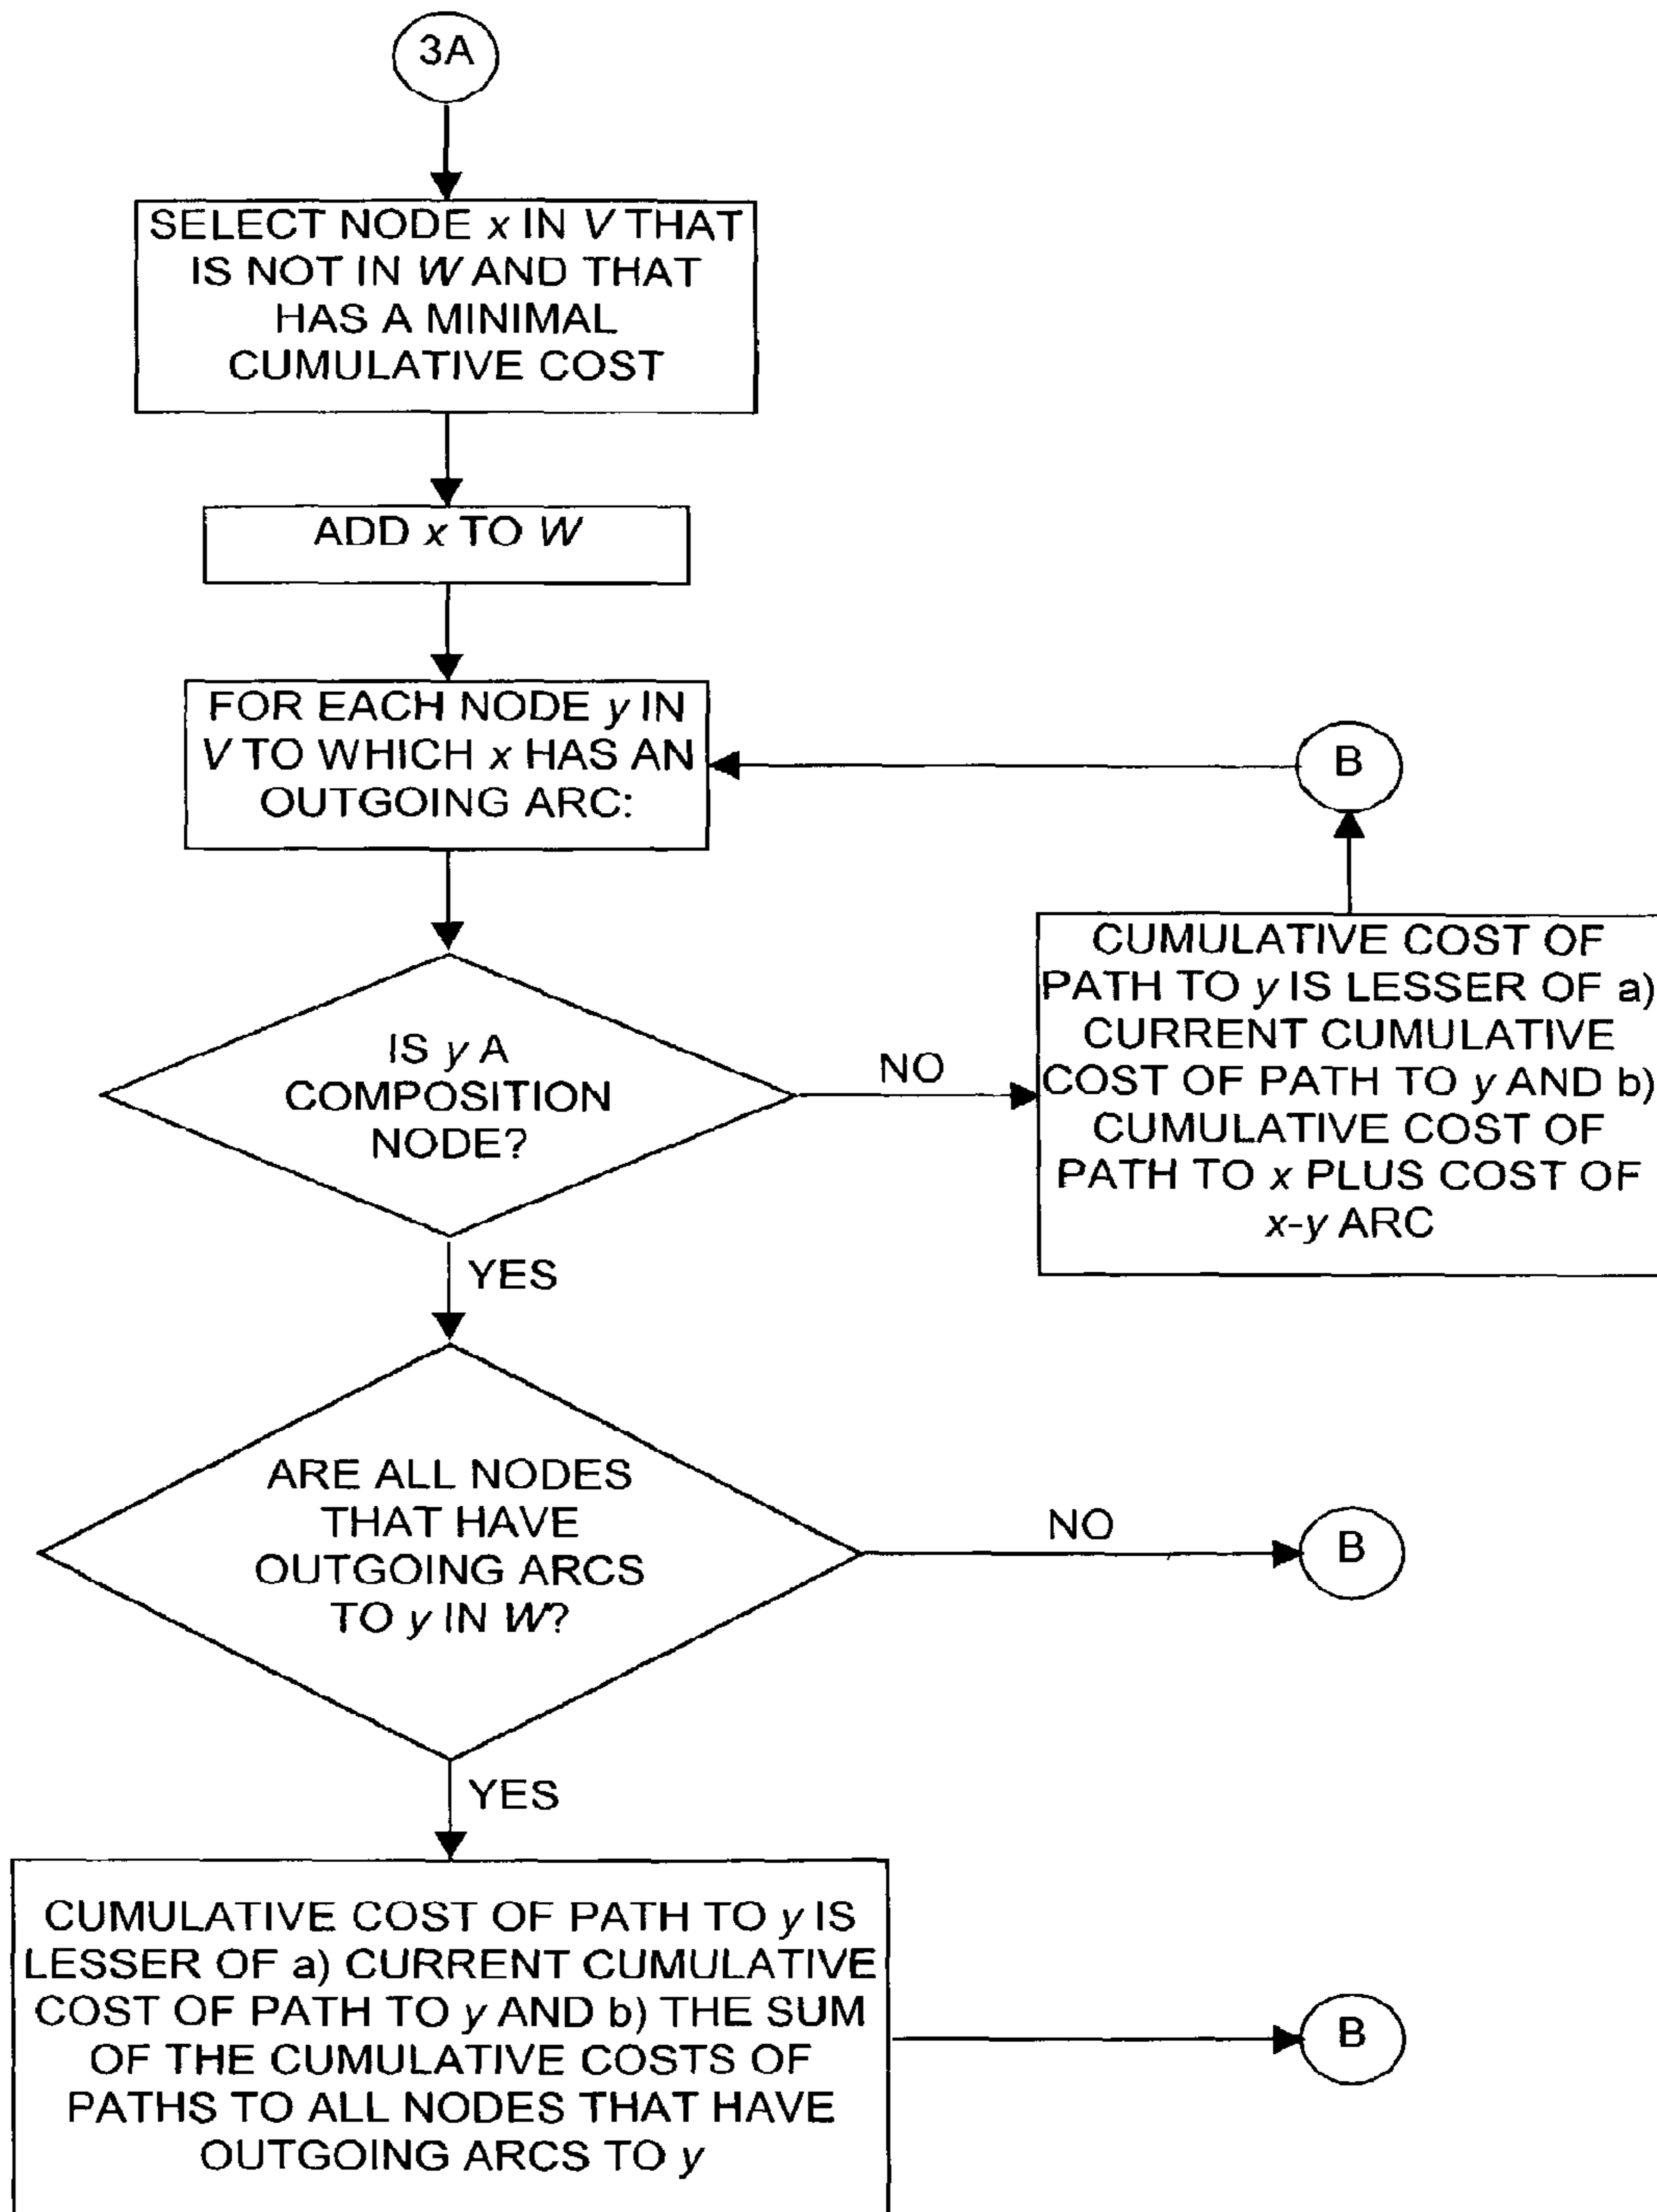 3A
SELECT NODE x IN V THAT
IS NOT IN W AND THAT
HAS A MINIMAL
CUMULATIVE COST
ADD x TO W
FOR EACH NODE y IN
V TO WHICH x HAS AN
OUTGOING ARC:
B
CUMULATIVE COST OF
PATH TO y IS LESSER OF a)
CURRENT CUMULATIVE
COST OF PATH TO y AND b)
CUMULATIVE COST OF
PATH TO x PLUS COST OF
x-y ARC
IS y A
COMPOSITION
NODE?
NO
YES
ARE ALL NODES
THAT HAVE
OUTGOING ARCS
TO y IN W?
NO
B
YES
CUMULATIVE COST OF PATH TO y IS
LESSER OF a) CURRENT CUMULATIVE
COST OF PATH TO y AND b) THE SUM
OF THE CUMULATIVE COSTS OF
PATHS TO ALL NODES THAT HAVE
OUTGOING ARCS TO y
B